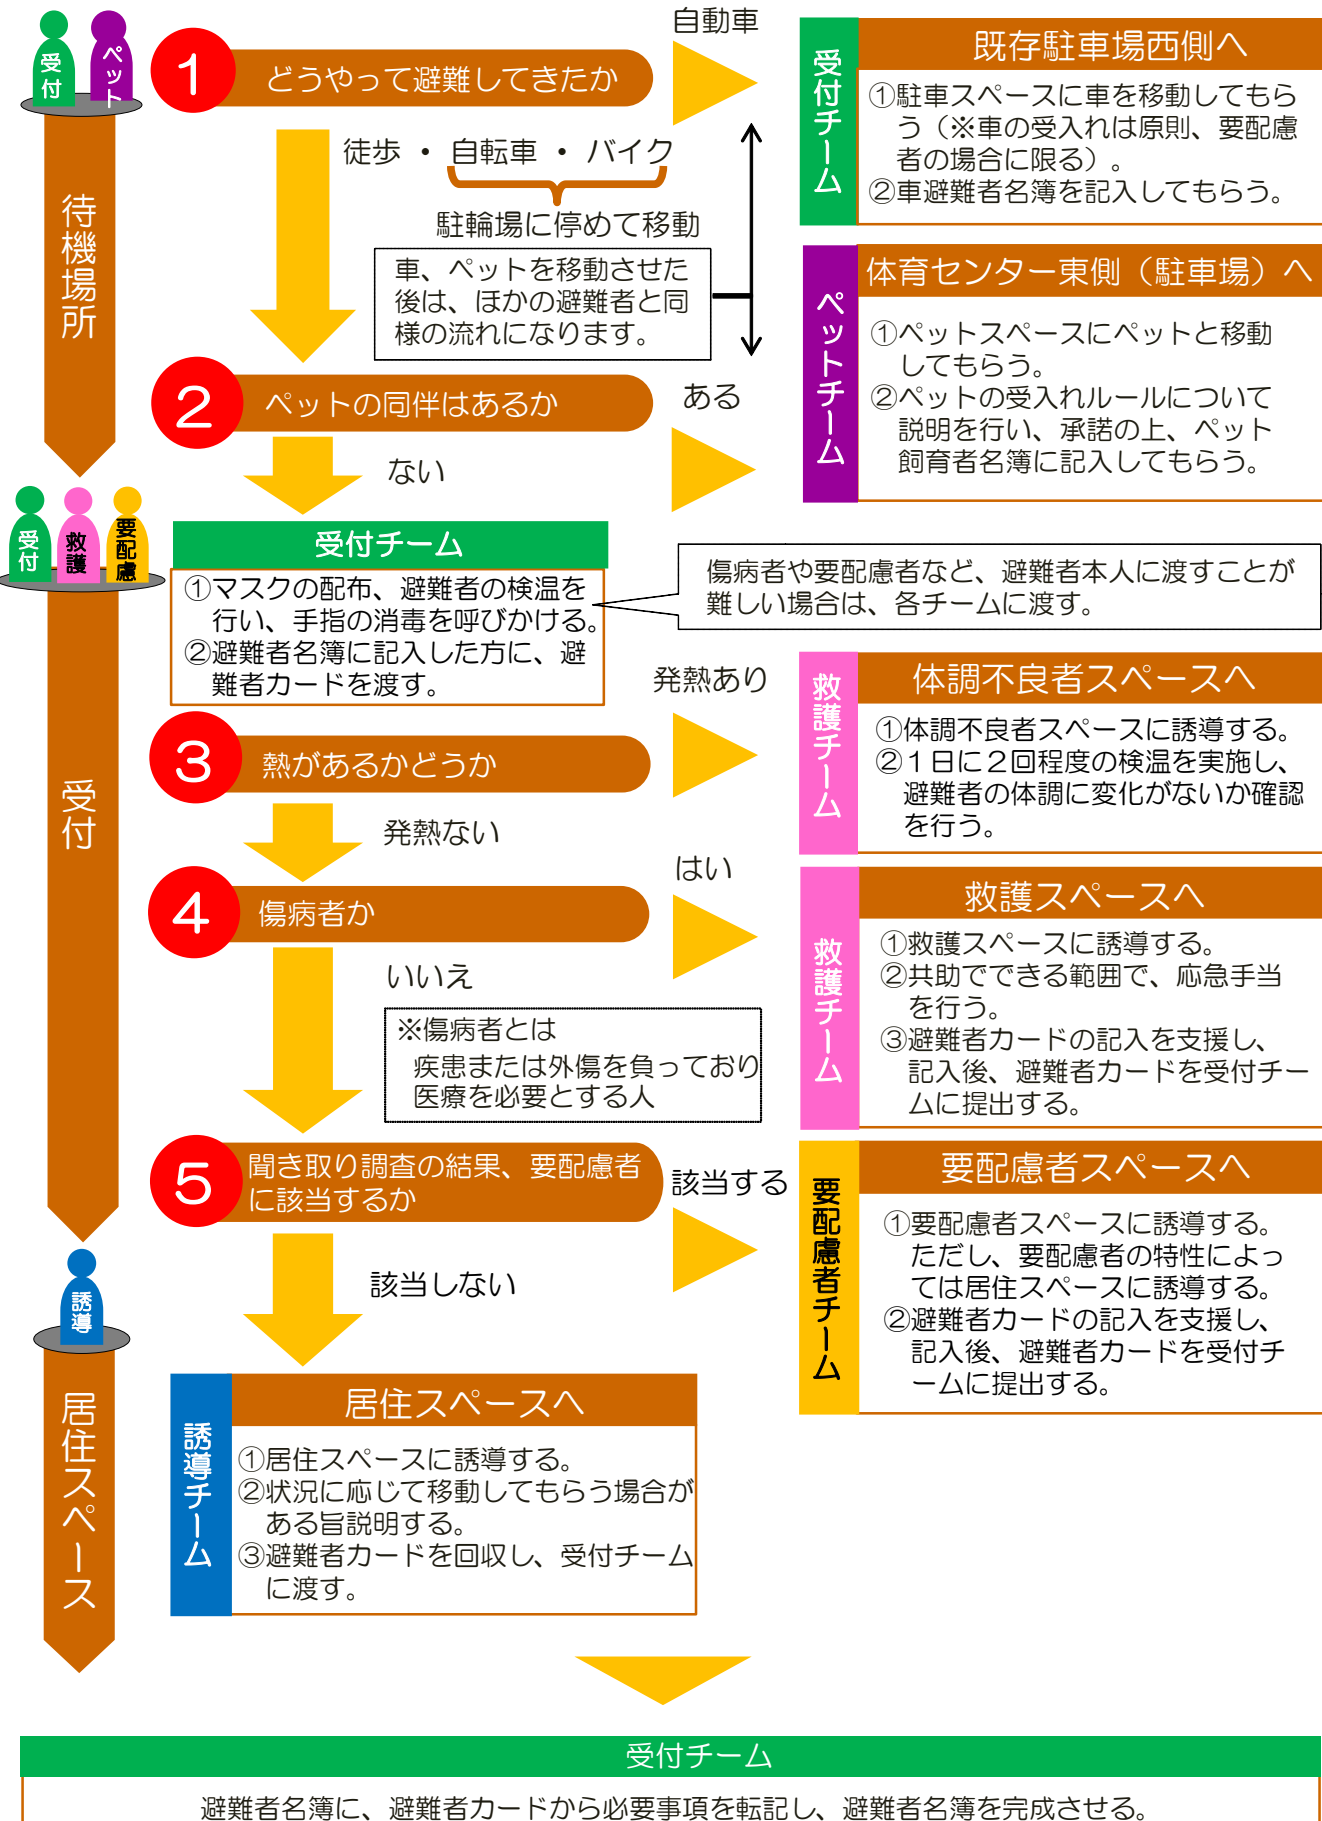 受付
ペット
待機場所
1
どうやって避難してきたか
自動車
徒歩 ・ 自転車 ・ バイク
駐輪場に停めて移動
車、ペットを移動させた
後は、ほかの避難者と同
様の流れになります。
受付チーム
既存駐車場西側へ
①駐車スペースに車を移動してもら
う（※車の受入れは原則、要配慮
者の場合に限る）。
②車避難者名簿を記入してもらう。
2
ペットの同伴はあるか
ある
ない
ペットチーム
体育センター東側（駐車場）へ
①ペットスペースにペットと移動
してもらう。
②ペットの受入れルールについて
説明を行い、承諾の上、ペット
飼育者名簿に記入してもらう。
受付
救護
要配慮
受付
受付チーム
①マスクの配布、避難者の検温を
行い、手指の消毒を呼びかける。
②避難者名簿に記入した方に、避
難者カードを渡す。
傷病者や要配慮者など、避難者本人に渡すことが
難しい場合は、各チームに渡す。
3
熱があるかどうか
発熱あり
発熱ない
救護チーム
体調不良者スペースへ
①体調不良者スペースに誘導する。
②１日に２回程度の検温を実施し、
避難者の体調に変化がないか確認
を行う。
4
傷病者か
はい
いいえ
※傷病者とは
疾患または外傷を負っており
医療を必要とする人
救護チーム
救護スペースへ
①救護スペースに誘導する。
②共助でできる範囲で、応急手当
を行う。
③避難者カードの記入を支援し、
記入後、避難者カードを受付チー
ムに提出する。
5
聞き取り調査の結果、要配慮者
に該当するか
該当する
該当しない
要配慮者チーム
要配慮者スペースへ
①要配慮者スペースに誘導する。
ただし、要配慮者の特性によっ
ては居住スペースに誘導する。
②避難者カードの記入を支援し、
記入後、避難者カードを受付チ
ームに提出する。
誘導
居住スペース
誘導チーム
居住スペースへ
①居住スペースに誘導する。
②状況に応じて移動してもらう場合が
ある旨説明する。
③避難者カードを回収し、受付チーム
に渡す。
受付チーム
避難者名簿に、避難者カードから必要事項を転記し、避難者名簿を完成させる。